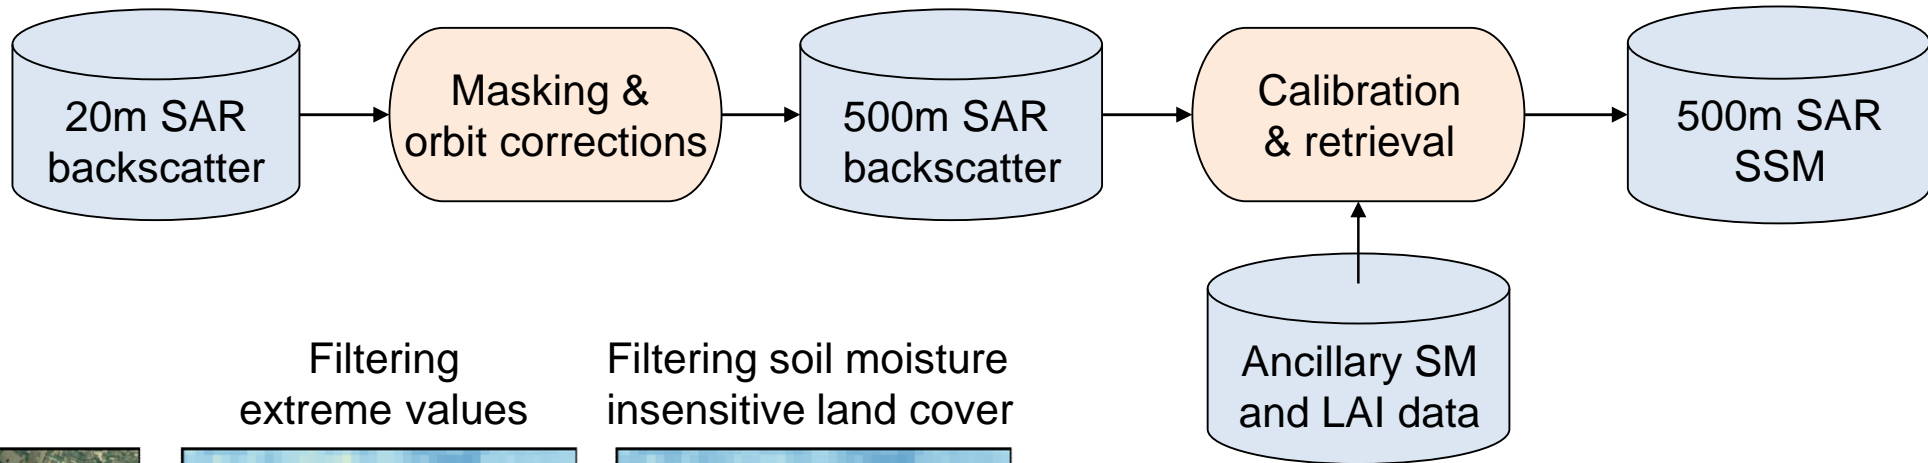 20m SAR
backscatter
Masking &
orbit corrections
500m SAR
backscatter
Calibration
& retrieval
500m SAR
SSM
Ancillary SM
and LAI data
Filtering
extreme values
Filtering soil moisture
insensitive land cover